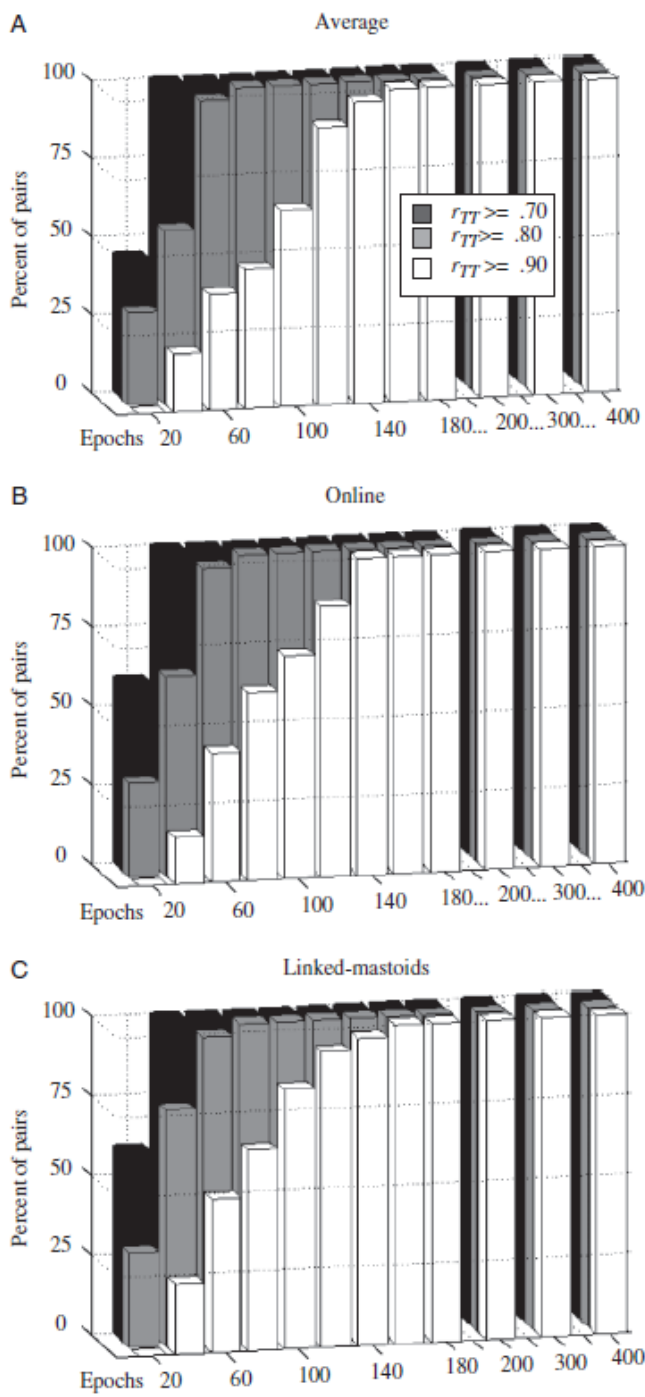 A
Average
Percent of pairs
100
75
50
25
0
r_TT >= .70
r_TT>= .80
r_TT >= .90
Epochs 20 60 100 140 180... 200... 300... 400
B
Online
Percent of pairs
100
75
50
25
0
Epochs 20 60 100 140 180... 200... 300... 400
C
Linked-mastoids
Percent of pairs
100
75
50
25
0
Epochs 20 60 100 140 180 200 300 400